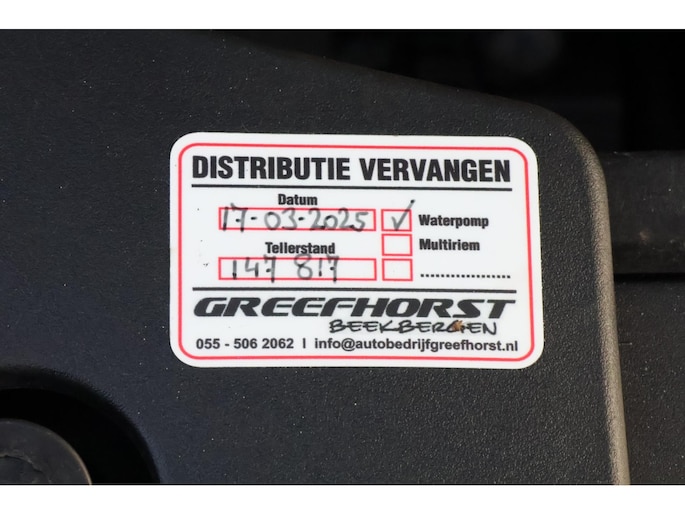 DISTRIBUTIE VERVANGEN
Datum
17-03-2025 √ Waterpomp
Tellerstand Multiriem
147 817 ....................
GREEFHORST
BEEKBERGEN
055 - 506 2062 | info@autobedrijfgreefhorst.nl